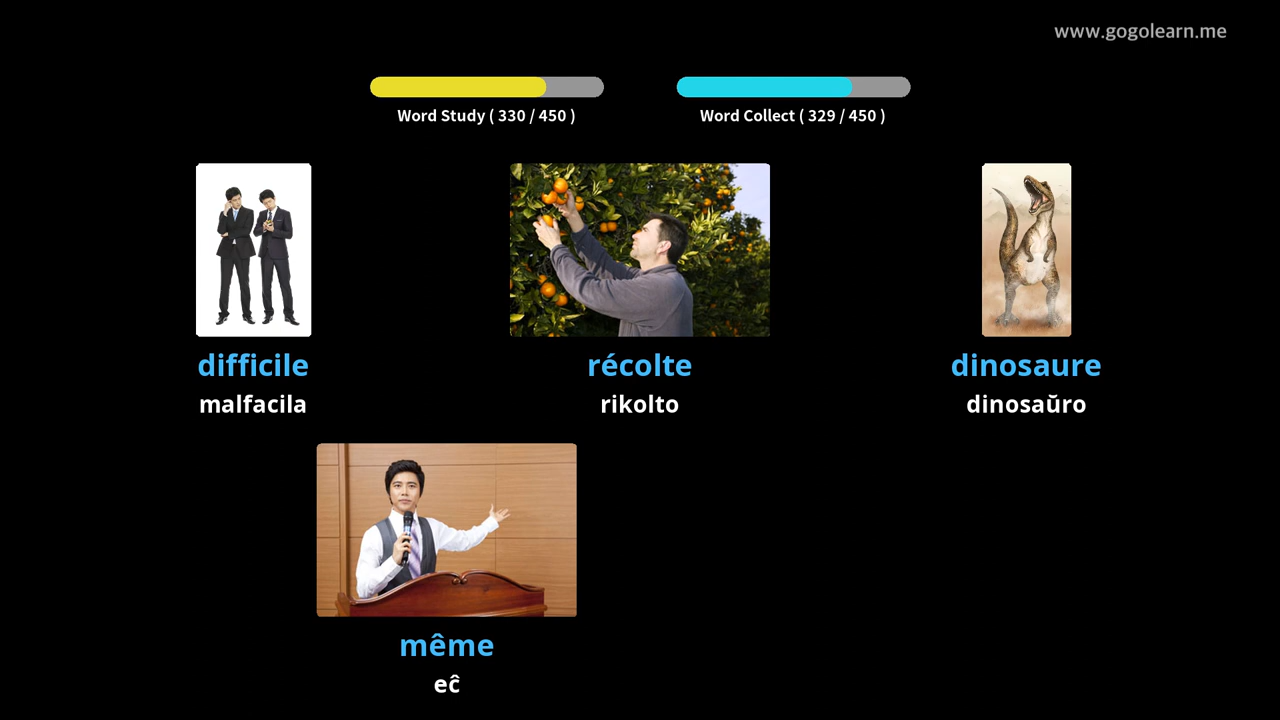 www.gogolearn.me
Word Study ( 330 / 450 )
Word Collect ( 329 / 450 )
difficile
malfacila
récolte
rikolto
dinosaure
dinosaŭro
même
eĉ